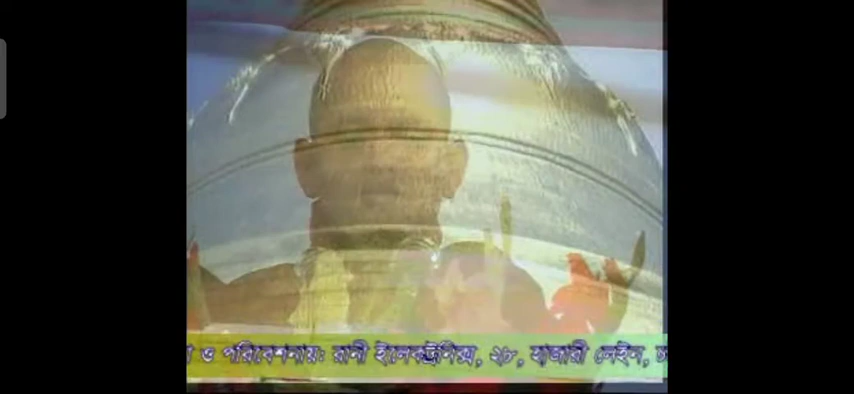 ও পরিবেশনায়ঃ রানী ইলেকট্রনিক্স, ২৮, হাজারী লেইন,